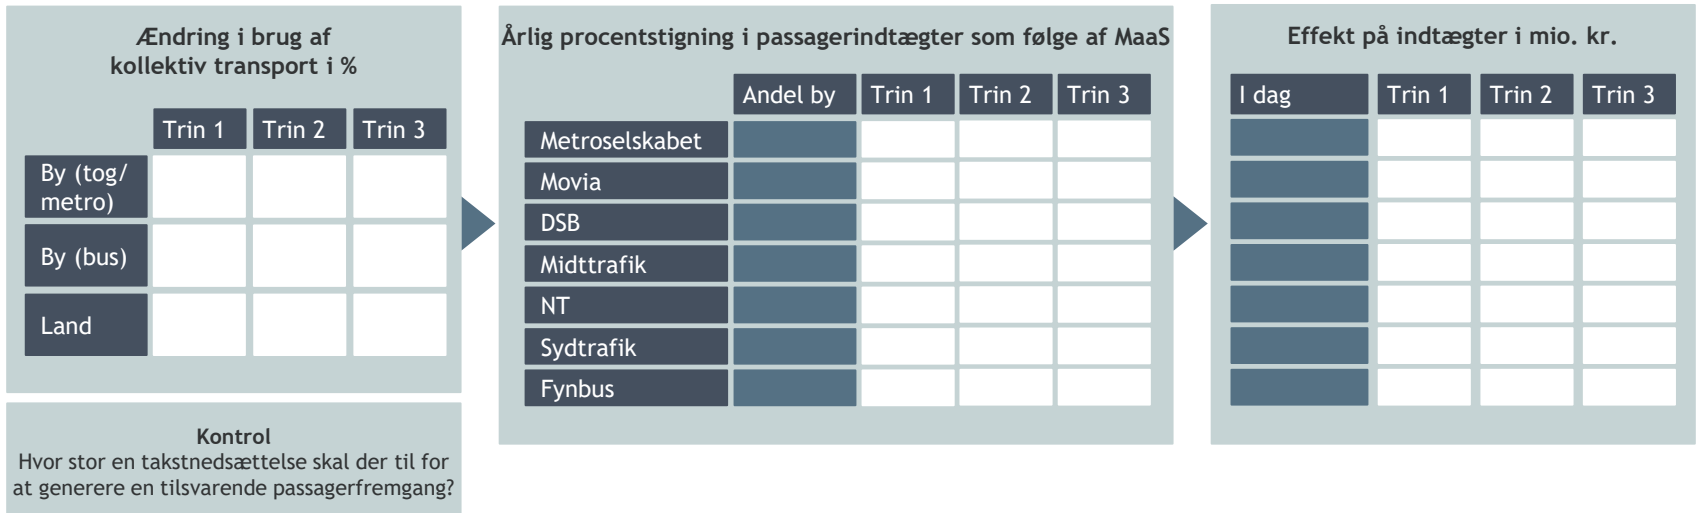 Ændring i brug af
kollektiv transport i %
Trin 1 Trin 2 Trin 3
By (tog/
metro)
By (bus)
Land
Kontrol
Hvor stor en takstnedsættelse skal der til for
at generere en tilsvarende passagerfremgang?
Årlig procentstigning i passagerindtægter som følge af MaaS
Andel by Trin 1 Trin 2 Trin 3
Metroselskabet
Movia
DSB
Midttrafik
NT
Sydtrafik
Fynbus
Effekt på indtægter i mio. kr.
I dag Trin 1 Trin 2 Trin 3